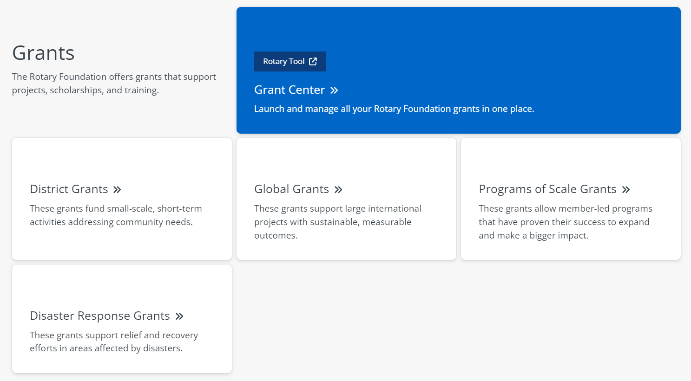 Grants
The Rotary Foundation offers grants that support
projects, scholarships, and training.
Rotary Tool
Grant Center »
Launch and manage all your Rotary Foundation grants in one place.
District Grants »
These grants fund small-scale, short-term
activities addressing community needs.
Global Grants »
These grants support large international
projects with sustainable, measurable
outcomes.
Programs of Scale Grants »
These grants allow member-led programs
that have proven their success to expand
and make a bigger impact.
Disaster Response Grants »
These grants support relief and recovery
efforts in areas affected by disasters.